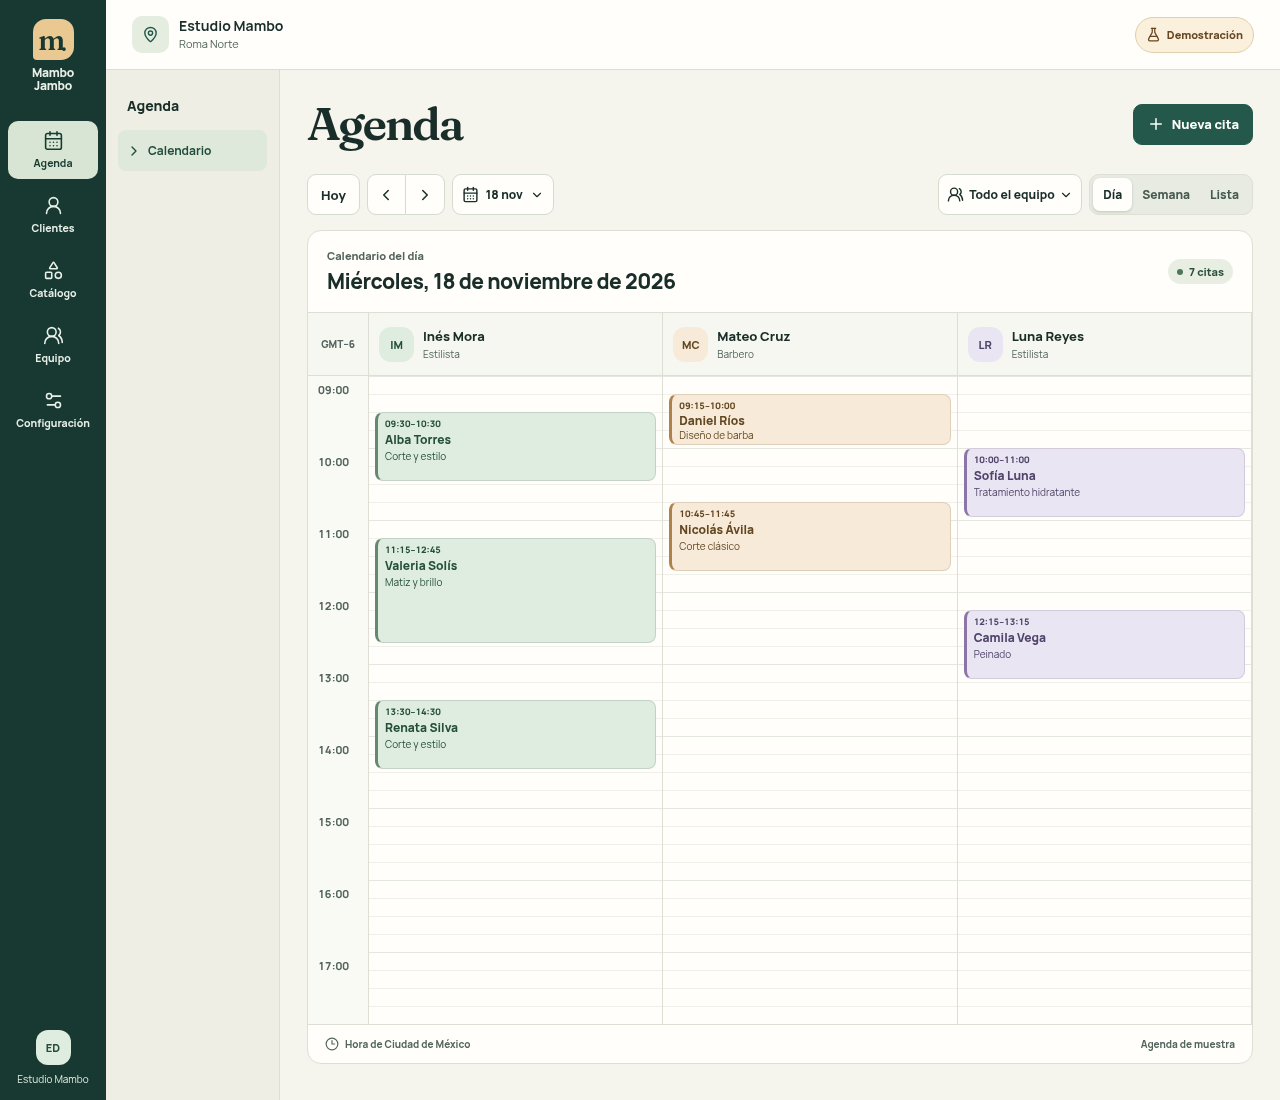 m.
Mambo
Jambo
Agenda
Clientes
Catálogo
Equipo
Configuración
ED
Estudio Mambo
Estudio Mambo
Roma Norte
Demostración
Agenda
Calendario
Agenda
Nueva cita
Hoy
18 nov
Todo el equipo
Día
Semana
Lista
Calendario del día
Miércoles, 18 de noviembre de 2026
7 citas
GMT-6
IM
Inés Mora
Estilista
MC
Mateo Cruz
Barbero
LR
Luna Reyes
Estilista
09:00
10:00
11:00
12:00
13:00
14:00
15:00
16:00
17:00
09:30–10:30
Alba Torres
Corte y estilo
11:15–12:45
Valeria Solís
Matiz y brillo
13:30–14:30
Renata Silva
Corte y estilo
09:15–10:00
Daniel Ríos
Diseño de barba
10:45–11:45
Nicolás Ávila
Corte clásico
10:00–11:00
Sofía Luna
Tratamiento hidratante
12:15–13:15
Camila Vega
Peinado
Hora de Ciudad de México
Agenda de muestra